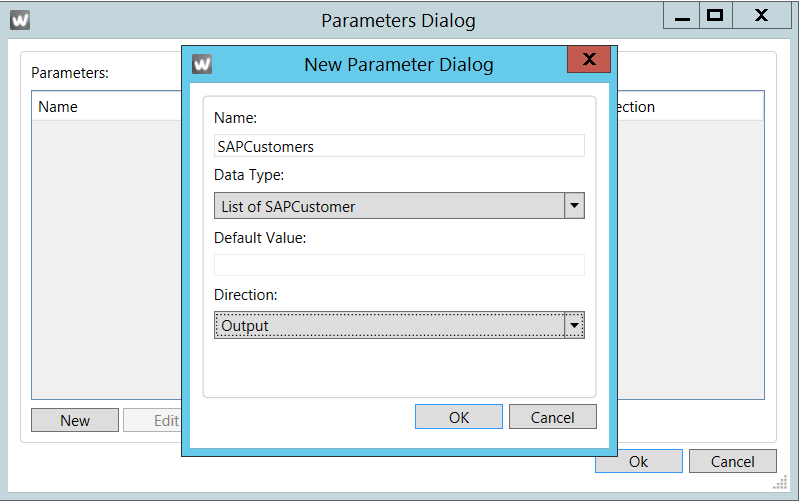 Parameters Dialog
Parameters:
Name
New
Edit
Ok
Cancel
New Parameter Dialog
Name:
SAPCustomers
Data Type:
List of SAPCustomer
Default Value:
Direction:
Output
OK
Cancel